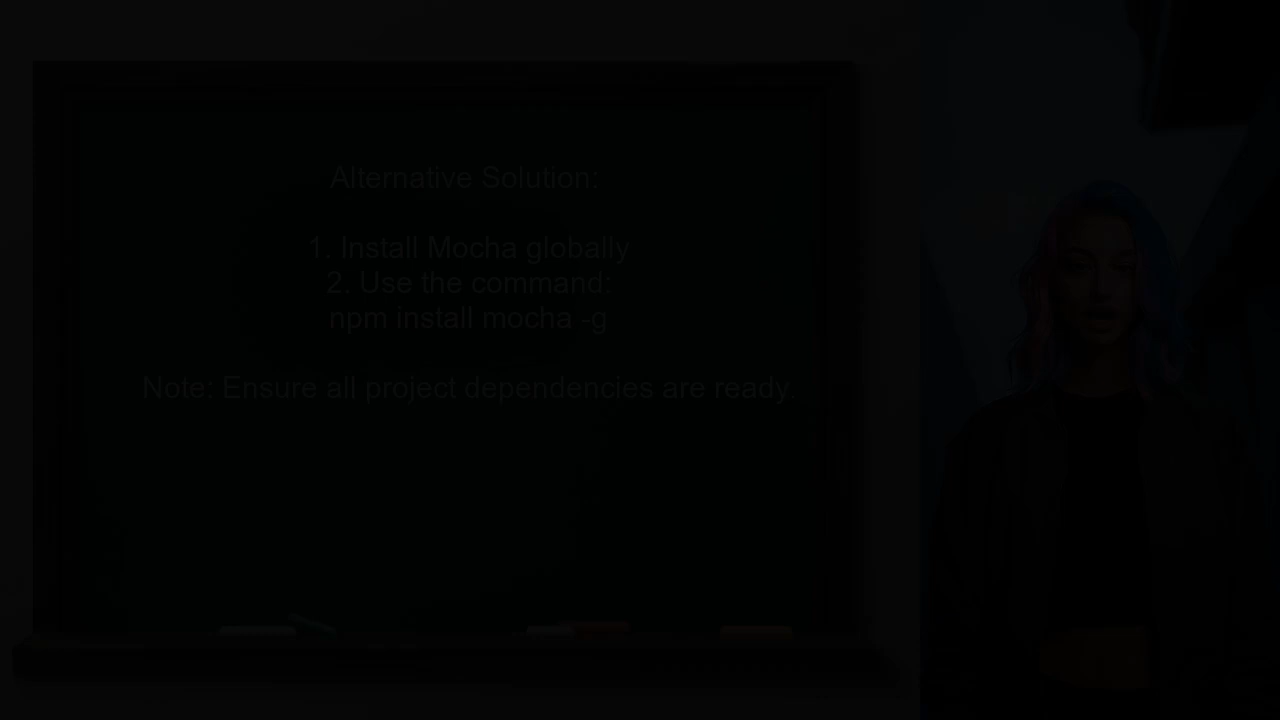 Alternative Solution:
1. Install Mocha globally
2. Use the command:
npm install mocha -g
Note: Ensure all project dependencies are ready.